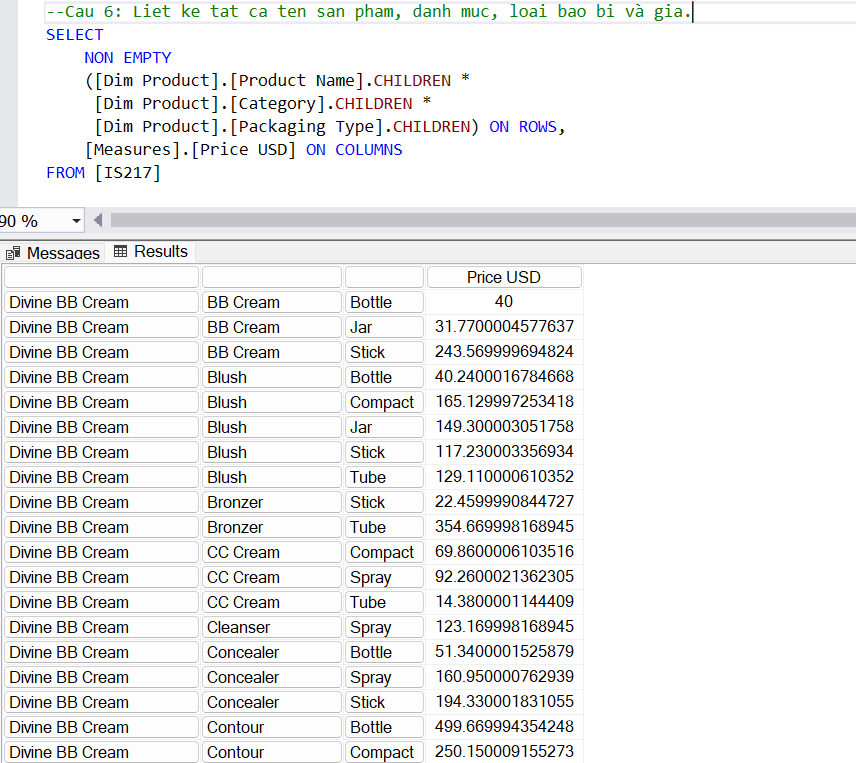 --Cau 6: Liet ke tat ca ten san pham, danh muc, loai bao bi và gia.
SELECT
NON EMPTY
([Dim Product].[Product Name].CHILDREN *
[Dim Product].[Category].CHILDREN *
[Dim Product].[Packaging Type].CHILDREN) ON ROWS,
[Measures].[Price USD] ON COLUMNS
FROM [IS217]
90 %
Messages Results
Price USD
Divine BB Cream BB Cream Bottle 40
Divine BB Cream BB Cream Jar 31.7700004577637
Divine BB Cream BB Cream Stick 243.569999694824
Divine BB Cream Blush Bottle 40.2400016784668
Divine BB Cream Blush Compact 165.129997253418
Divine BB Cream Blush Jar 149.300003051758
Divine BB Cream Blush Stick 117.230003356934
Divine BB Cream Blush Tube 129.110000610352
Divine BB Cream Bronzer Stick 22.4599990844727
Divine BB Cream Bronzer Tube 354.669998168945
Divine BB Cream CC Cream Compact 69.8600006103516
Divine BB Cream CC Cream Spray 92.2600021362305
Divine BB Cream CC Cream Tube 14.3800001144409
Divine BB Cream Cleanser Spray 123.169998168945
Divine BB Cream Concealer Bottle 51.3400001525879
Divine BB Cream Concealer Spray 160.950000762939
Divine BB Cream Concealer Stick 194.330001831055
Divine BB Cream Contour Bottle 499.669994354248
Divine BB Cream Contour Compact 250.150009155273